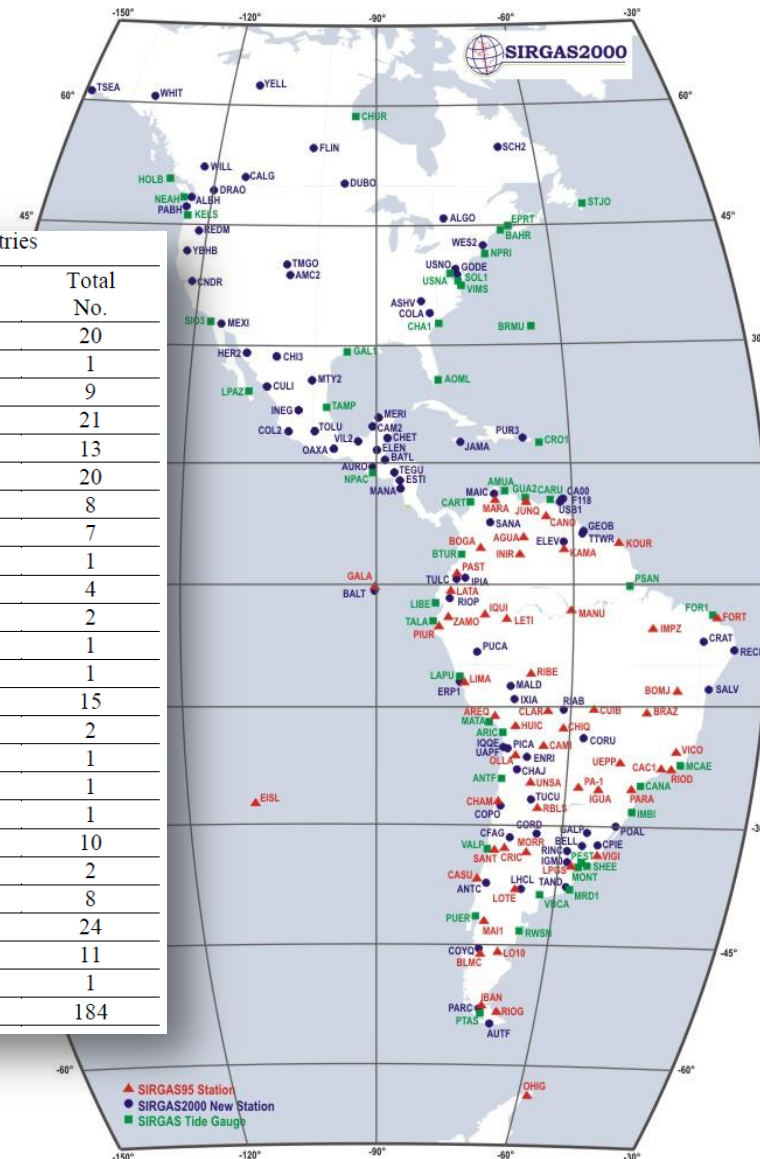 -150°
-120°
-90°
-60°
-30°
SIRGAS2000
TSEA
WHIT
YELL
60°
60°
CHUR
FLIN
SCH2
WILL
CALG
HOLB
DRAO
DUBO
NEAH
ALBH
PABH
STJO
KELS
45°
ALGO
EPRT
45°
REDM
BAHR
WES2
YBHB
NPRI
TMGO
AMC2
USNO
GODE
SOL1
USNA
VIMS
CNDR
ASHV
COLA
SIO3
MEXI
CHA1
BRMU
HER2
CHI3
GAL1
LPAZ
CULI
MTY2
AOML
TAMP
INEG
MERI
COL2
TOLU
CAM2
VIL2
CHET
PUR3
CRO1
OAXA
ELEN
JAMA
BATL
AURO
TEGU
NPAC
ESTI
MANA
AMUA
MAIC
GUA2
CARU
CA00
F118
CART
MARA
JUNQ
USB1
CANO
SANA
GEOB
TTWR
BOGA
AGUA
ELEV
KOUR
BTUR
INIR
KAMA
PAST
GALA
TULC
IPIA
PSAN
BALT
LATA
RIOP
LIBE
IQUI
MANU
FOR1
TALA
ZAMO
LETI
FORT
PIUR
IMPZ
CRAT
PUCA
RECF
LAPU
LIMA
RIBE
ERP1
MALD
BOMJ
SALV
IXIA
RIAB
AREQ
CLAR
CUIB
BRAZ
MATA
HUIC
CHIQ
ARIC
IQQE
PICA
CAMI
CORU
UAPF
VICO
OLLA
ENRI
UEPP
CAC1
MCAE
CHAJ
RIOD
ANTF
UNSA
PA-1
CANA
IGUA
PARA
EISL
CHAM
TUCU
RBLS
IMBI
COPO
CORD
GALP
POAL
CFAG
BELL
VALP
MORR
RINC
CPIE
SANT
CRIC
IGM0
PEST
VIGI
LPGS
SHEE
MONT
CASU
LHCL
TAND
ANTC
LOTE
VBCA
MRD1
PUER
MAI1
RWSN
COYQ
-45°
BLMC
LO10
IBAN
PARC
RIOG
PTAS
AUTF
-60°
-60°
OHIG
SIRGAS95 Station
SIRGAS2000 New Station
SIRGAS Tide Gauge
-150°
-120°
-90°
-60°
-30°
Total
No.
20
1
9
21
13
20
8
7
1
4
2
1
1
15
2
1
1
1
10
2
8
24
11
1
184